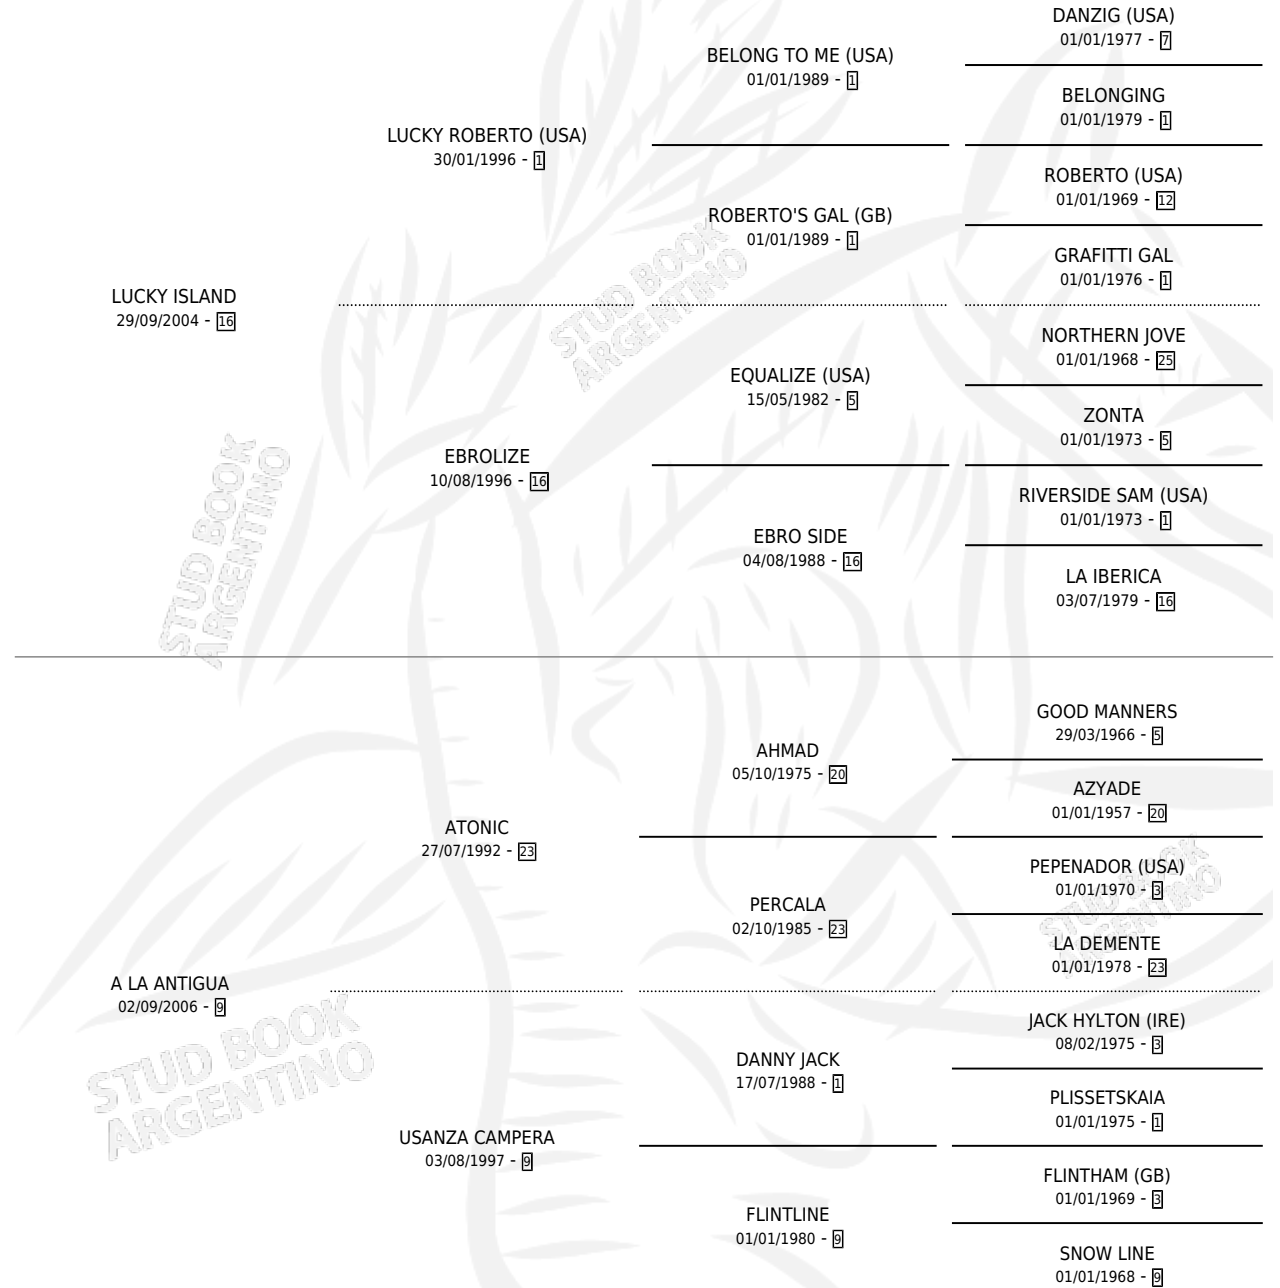 DANZIG (USA)
01/01/1977 - 7
BELONG TO ME (USA)
01/01/1989 - 1
BELONGING
01/01/1979 - 1
LUCKY ROBERTO (USA)
30/01/1996 - 1
ROBERTO (USA)
01/01/1969 - 12
ROBERTO'S GAL (GB)
01/01/1989 - 1
GRAFITTI GAL
01/01/1976 - 1
LUCKY ISLAND
29/09/2004 - 16
STUD BOOK
ARGENTINO
NORTHERN JOVE
01/01/1968 - 25
EQUALIZE (USA)
15/05/1982 - 5
ZONTA
01/01/1973 - 5
EBROLIZE
10/08/1996 - 16
RIVERSIDE SAM (USA)
01/01/1973 - 1
EBRO SIDE
04/08/1988 - 16
LA IBERICA
03/07/1979 - 16
STUD BOOK
ARGENTINO
GOOD MANNERS
29/03/1966 - 5
AHMAD
05/10/1975 - 20
AZYADE
01/01/1957 - 20
ATONIC
27/07/1992 - 23
PEPENADOR (USA)
01/01/1970 - 3
PERCALA
02/10/1985 - 23
LA DEMENTE
01/01/1978 - 23
STUD BOOK
ARGENTINO
A LA ANTIGUA
02/09/2006 - 9
JACK HYLTON (IRE)
08/02/1975 - 3
DANNY JACK
17/07/1988 - 1
PLISSETSKAIA
01/01/1975 - 1
STUD BOOK
ARGENTINO
USANZA CAMPERA
03/08/1997 - 9
FLINTHAM (GB)
01/01/1969 - 3
FLINTLINE
01/01/1980 - 9
SNOW LINE
01/01/1968 - 9